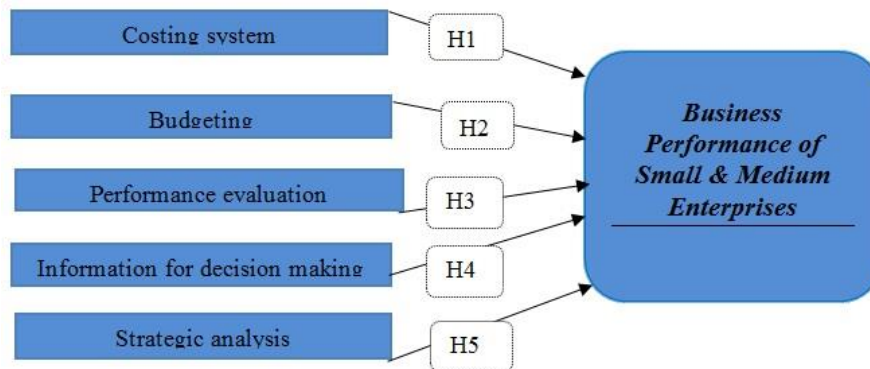 Costing system
H1
Budgeting
H2
Performance evaluation
H3
Information for decision making
H4
Strategic analysis
H5
Business
Performance of
Small & Medium
Enterprises